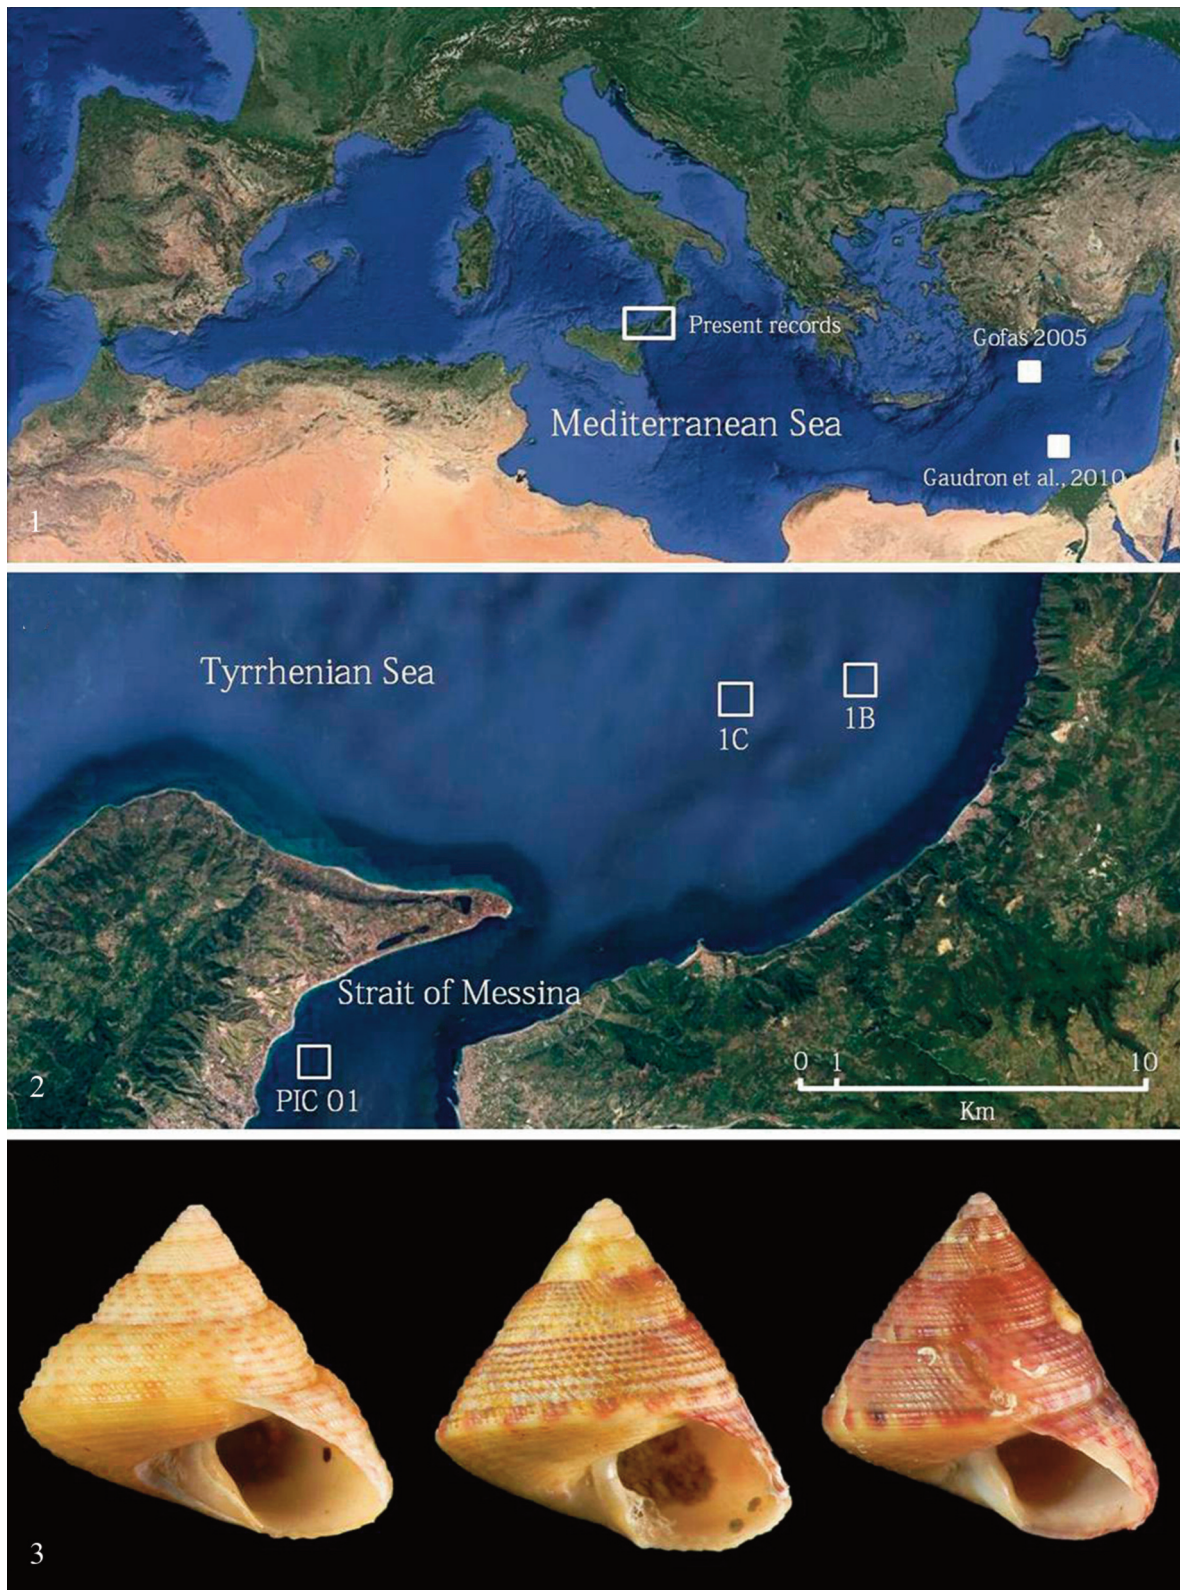 Present records
Gofas 2005
Mediterranean Sea
Gaudron et al., 2010
1
Tyrrhenian Sea
1C
1B
Strait of Messina
PIC 01
0 1 10
Km
2
3